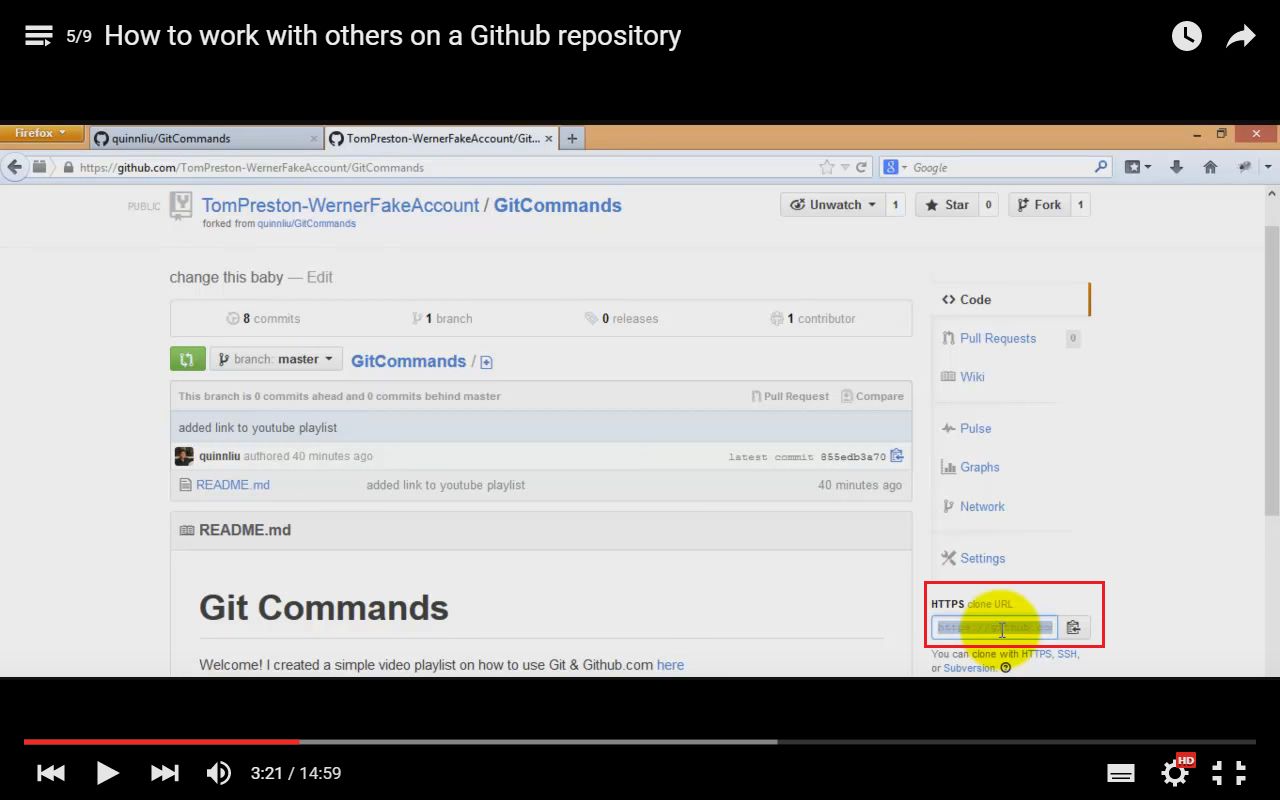 5/9 How to work with others on a Github repository
Firefox
quinnliu/GitCommands
TomPreston-WernerFakeAccount/Git...
https://github.com/TomPreston-WernerFakeAccount/GitCommands
Google
PUBLIC TomPreston-WernerFakeAccount / GitCommands
Unwatch 1 Star 0 Fork 1
forked from quinnliu/GitCommands
change this baby — Edit
8 commits 1 branch 0 releases 1 contributor
branch: master GitCommands /
This branch is 0 commits ahead and 0 commits behind master Pull Request Compare
added link to youtube playlist
quinnliu authored 40 minutes ago latest commit 855edb3a70
README.md added link to youtube playlist 40 minutes ago
README.md
Git Commands
Welcome! I created a simple video playlist on how to use Git & Github.com here
Code
Pull Requests 0
Wiki
Pulse
Graphs
Network
Settings
HTTPS clone URL
https://github.co
You can clone with HTTPS, SSH,
or Subversion.
3:21 / 14:59
HD